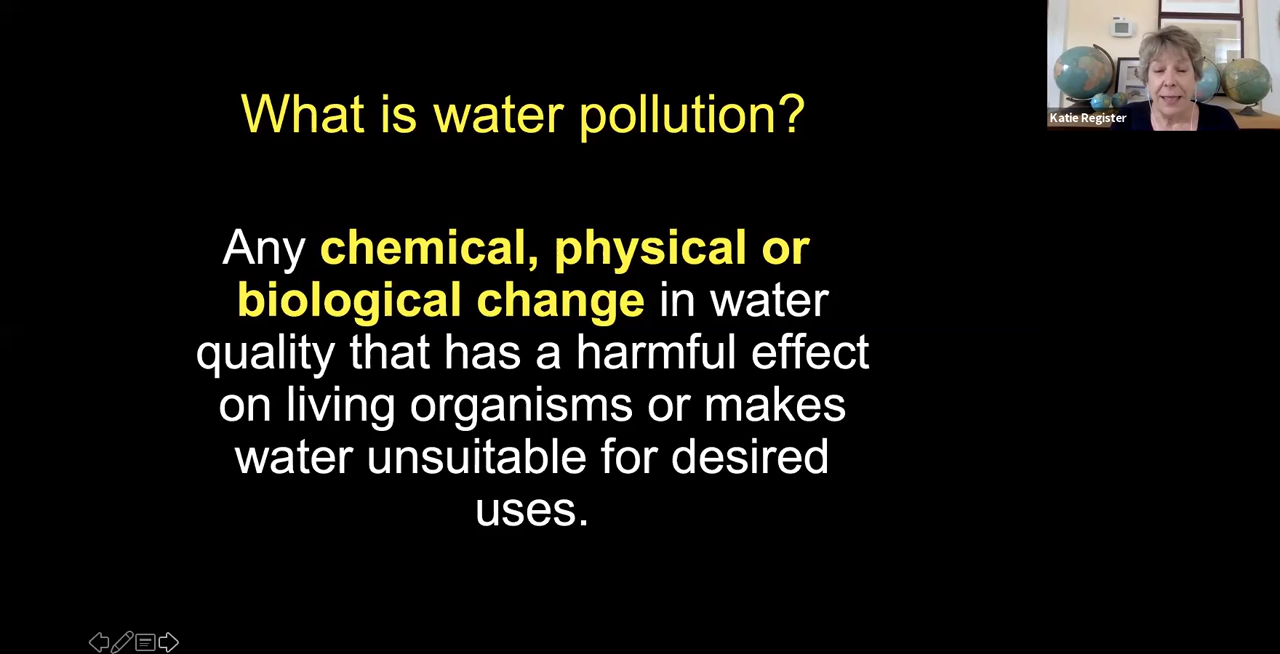 What is water pollution?
Any chemical, physical or
biological change in water
quality that has a harmful effect
on living organisms or makes
water unsuitable for desired
uses.
Katie Register